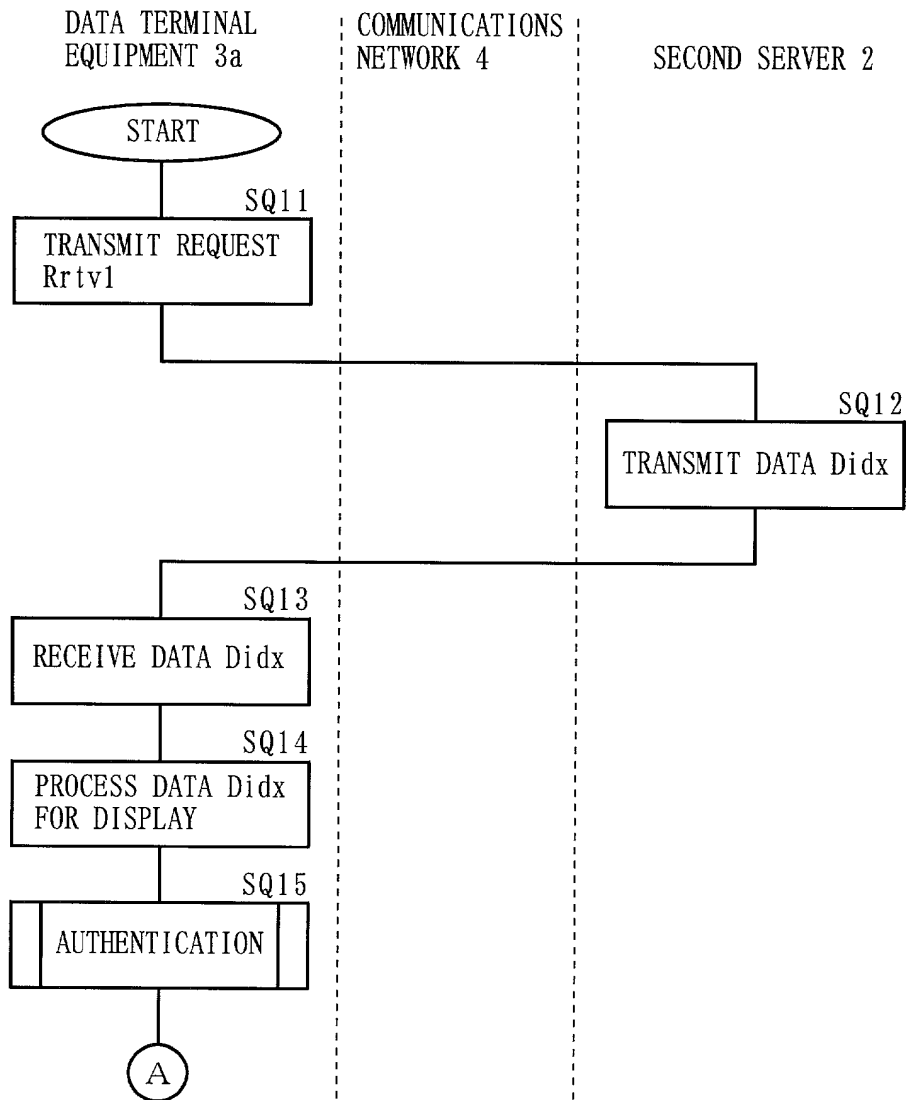 DATA TERMINAL
EQUIPMENT 3a
COMMUNICATIONS
NETWORK 4
SECOND SERVER 2
START
SQ11
TRANSMIT REQUEST
Rrtv1
SQ12
TRANSMIT DATA Didx
SQ13
RECEIVE DATA Didx
SQ14
PROCESS DATA Didx
FOR DISPLAY
SQ15
AUTHENTICATION
A